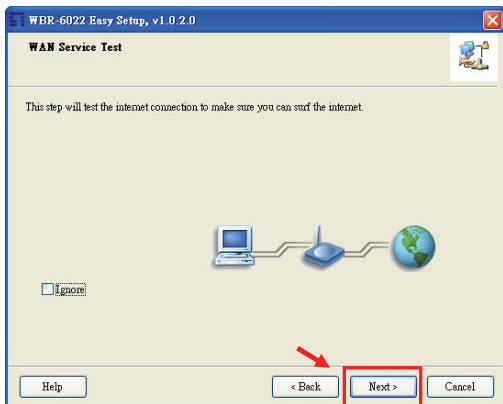 WBR-6022 Easy Setup, v1.0.2.0
WAN Service Test
This step will test the internet connection to make sure you can surf the internet.
Ignore
Help
< Back
Next >
Cancel